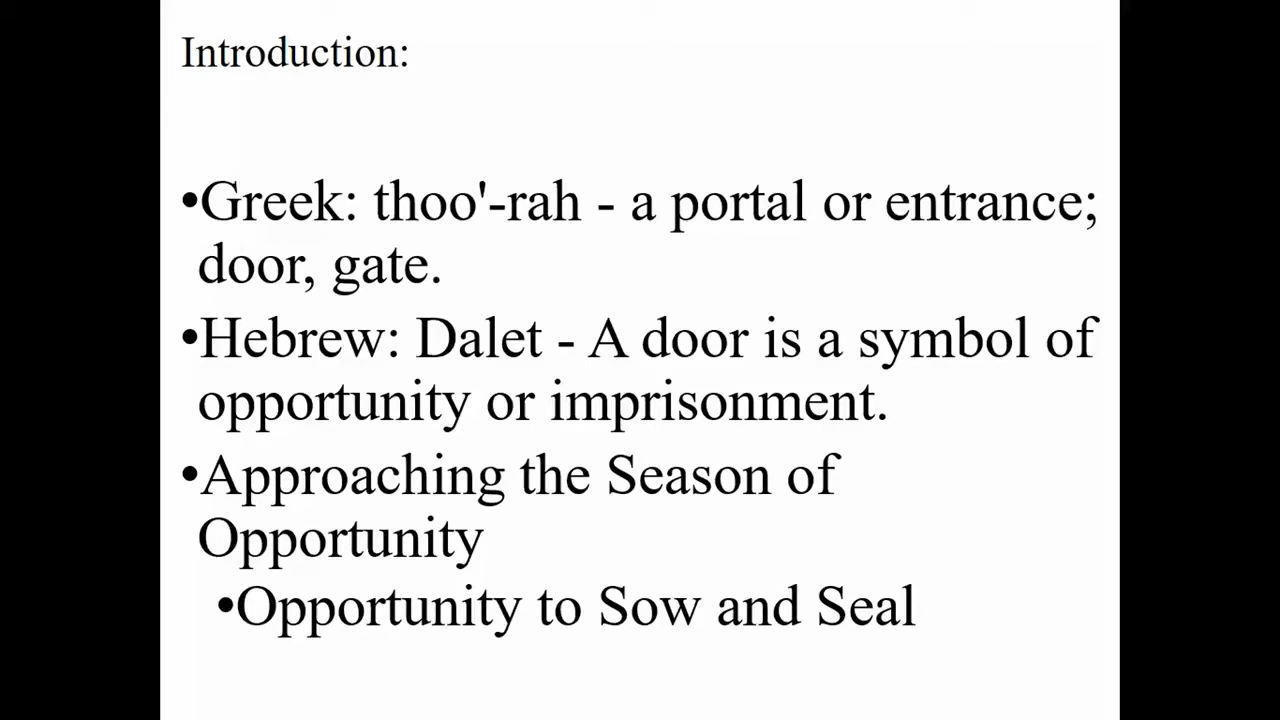 Introduction:
•Greek: thoo'-rah - a portal or entrance;
door, gate.
•Hebrew: Dalet - A door is a symbol of
opportunity or imprisonment.
•Approaching the Season of
Opportunity
•Opportunity to Sow and Seal